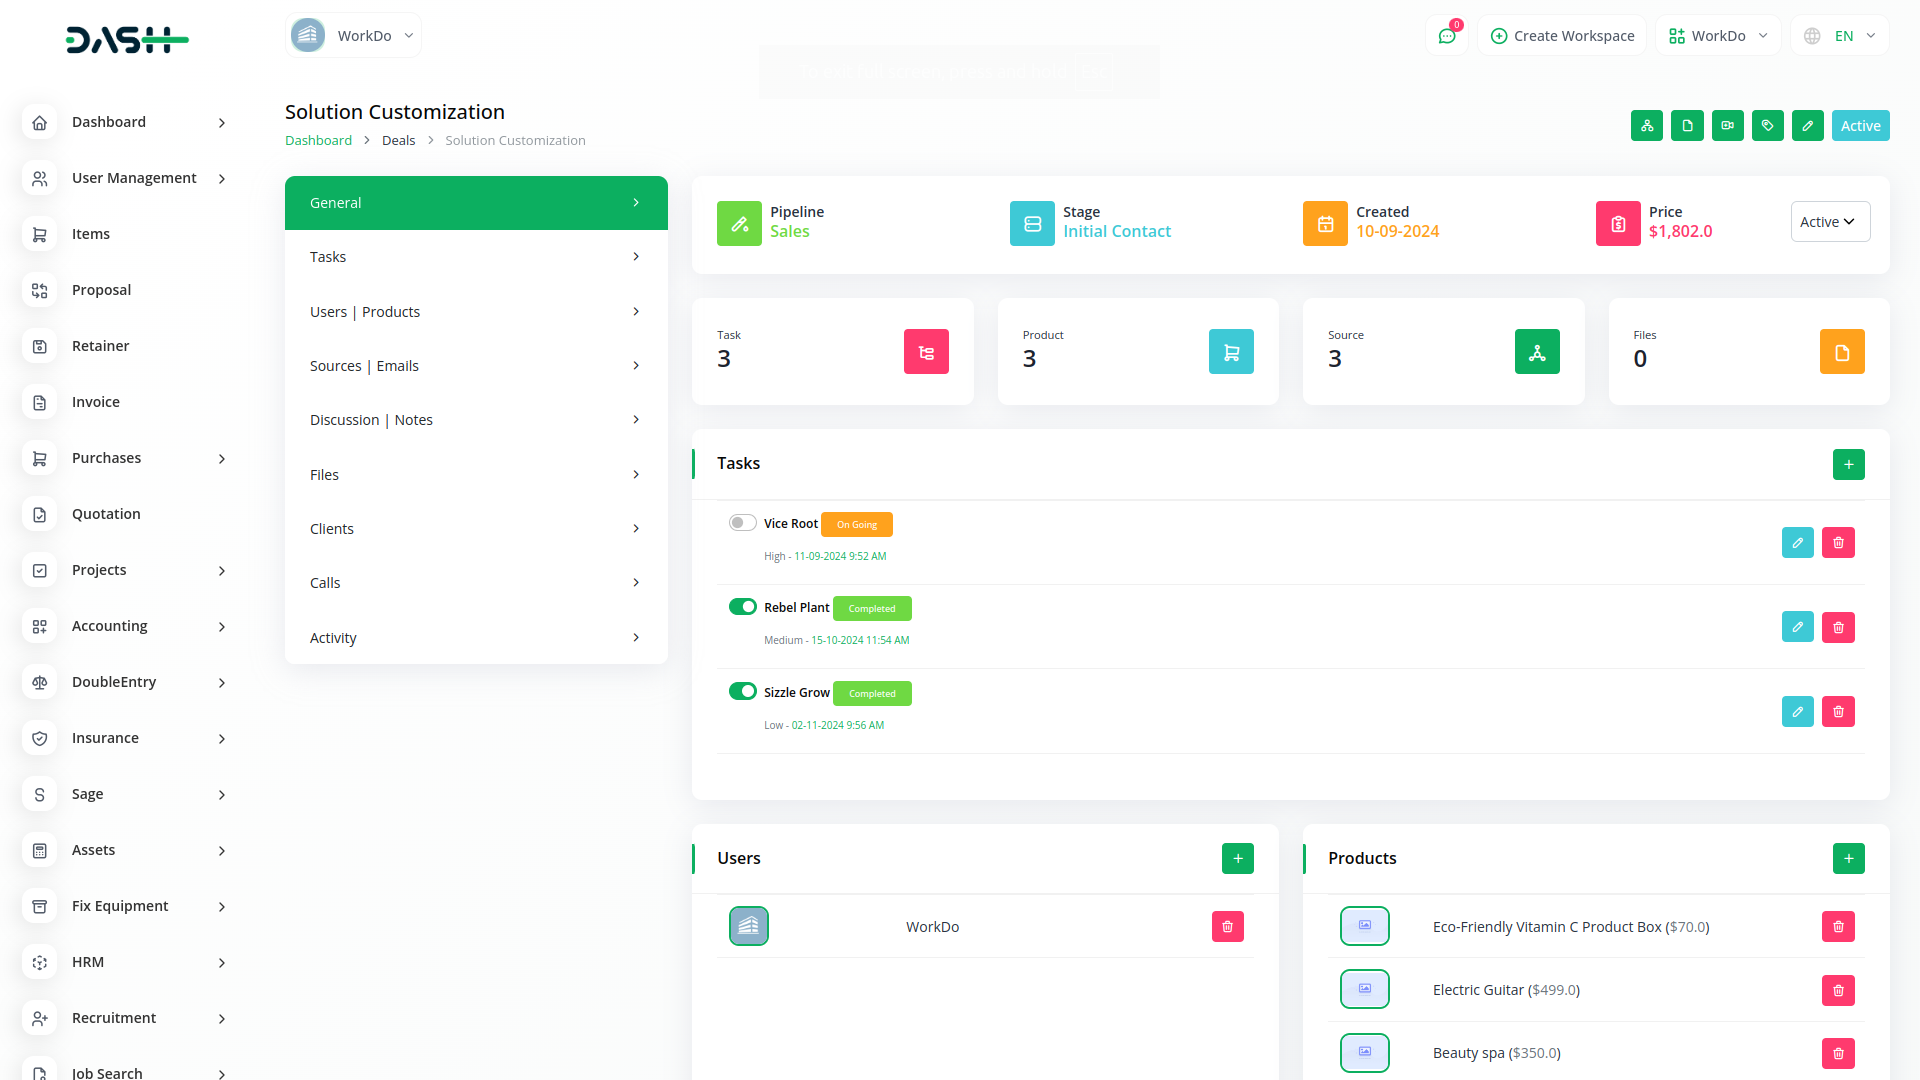 DASH
WorkDo
0
Create Workspace
WorkDo
EN
Dashboard
User Management
Items
Proposal
Retainer
Invoice
Purchases
Quotation
Projects
Accounting
DoubleEntry
Insurance
Sage
Assets
Fix Equipment
HRM
Recruitment
Job Search
Solution Customization
Dashboard > Deals > Solution Customization
Active
General
Tasks
Users | Products
Sources | Emails
Discussion | Notes
Files
Clients
Calls
Activity
Pipeline
Sales
Stage
Initial Contact
Created
10-09-2024
Price
$1,802.0
Active
Task
3
Product
3
Source
3
Files
0
Tasks
Vice Root On Going
High - 11-09-2024 9:52 AM
Rebel Plant Completed
Medium - 15-10-2024 11:54 AM
Sizzle Grow Completed
Low - 02-11-2024 9:56 AM
Users
WorkDo
Products
Eco-Friendly Vitamin C Product Box ($70.0)
Electric Guitar ($499.0)
Beauty spa ($350.0)